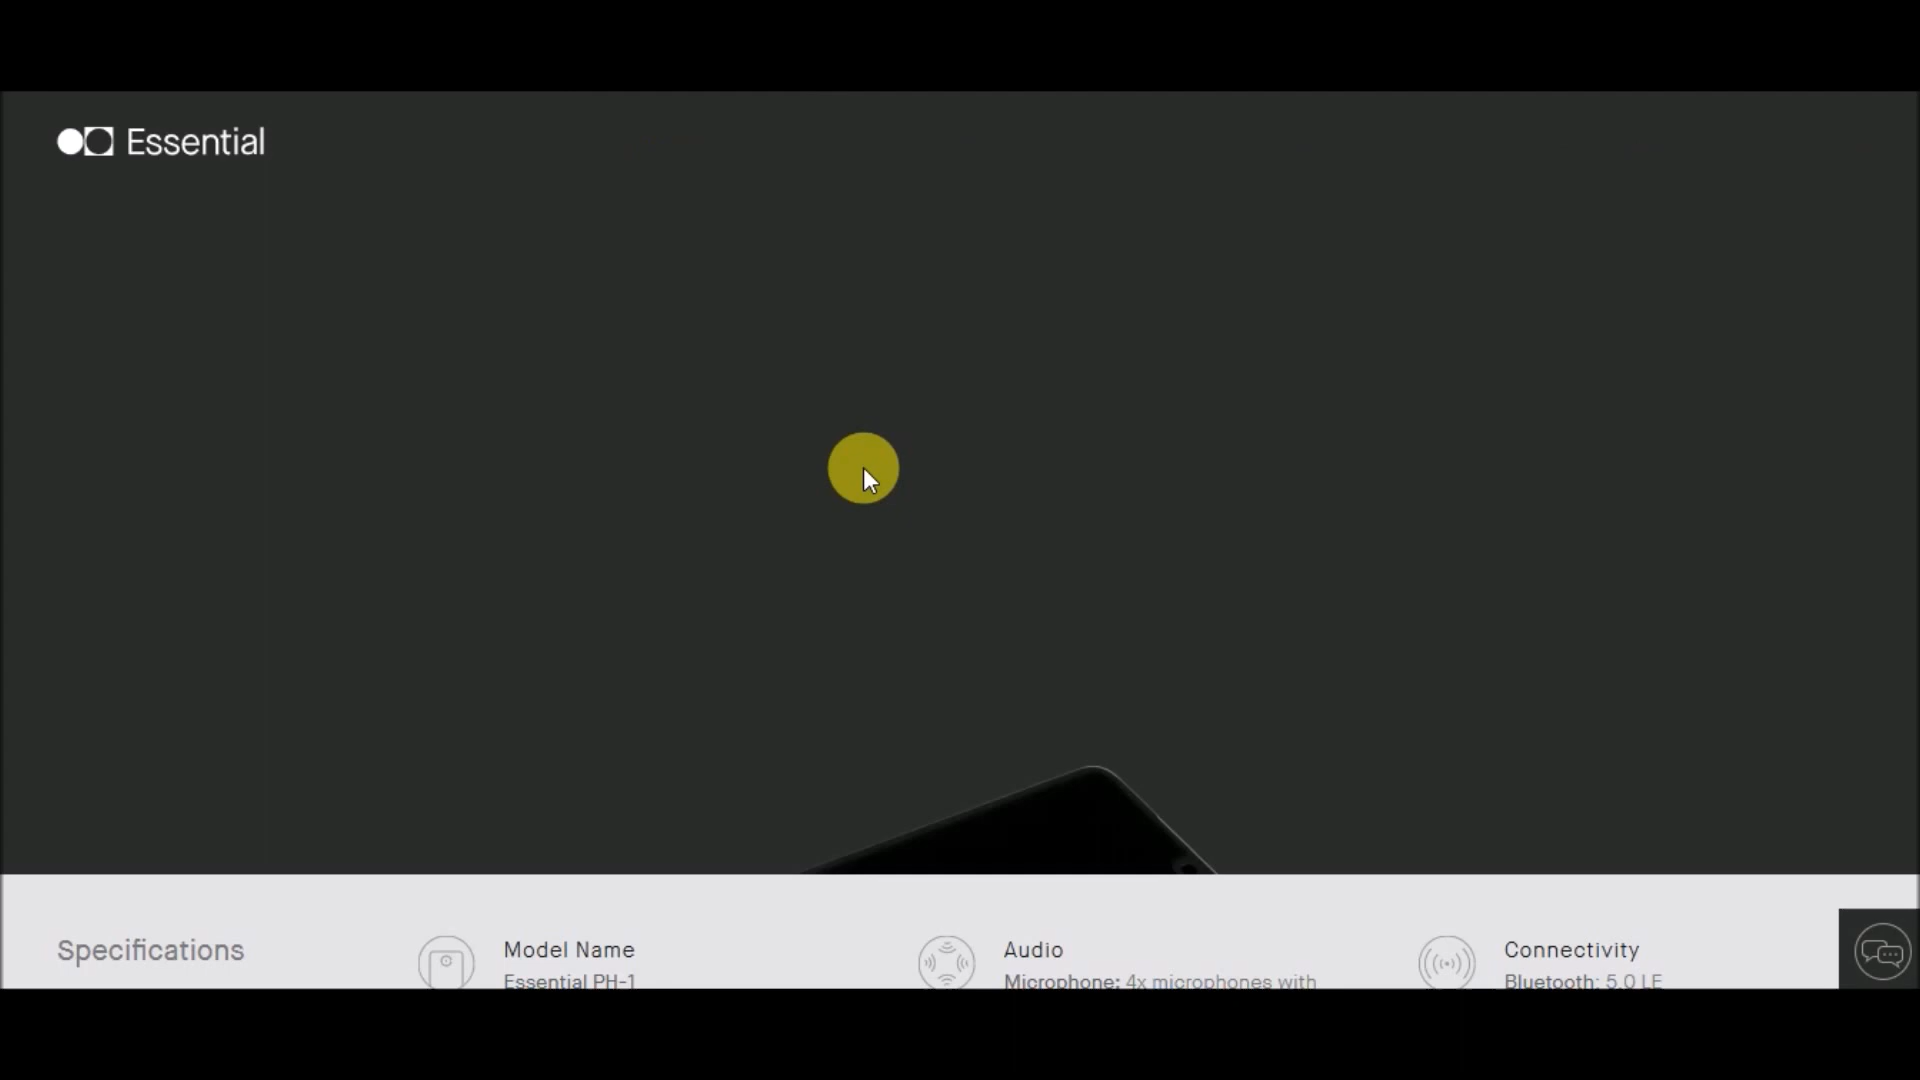 Essential
Specifications
Model Name
Essential PH-1
Audio
Microphone: 4x microphones with
Connectivity
Bluetooth: 5.0 LE